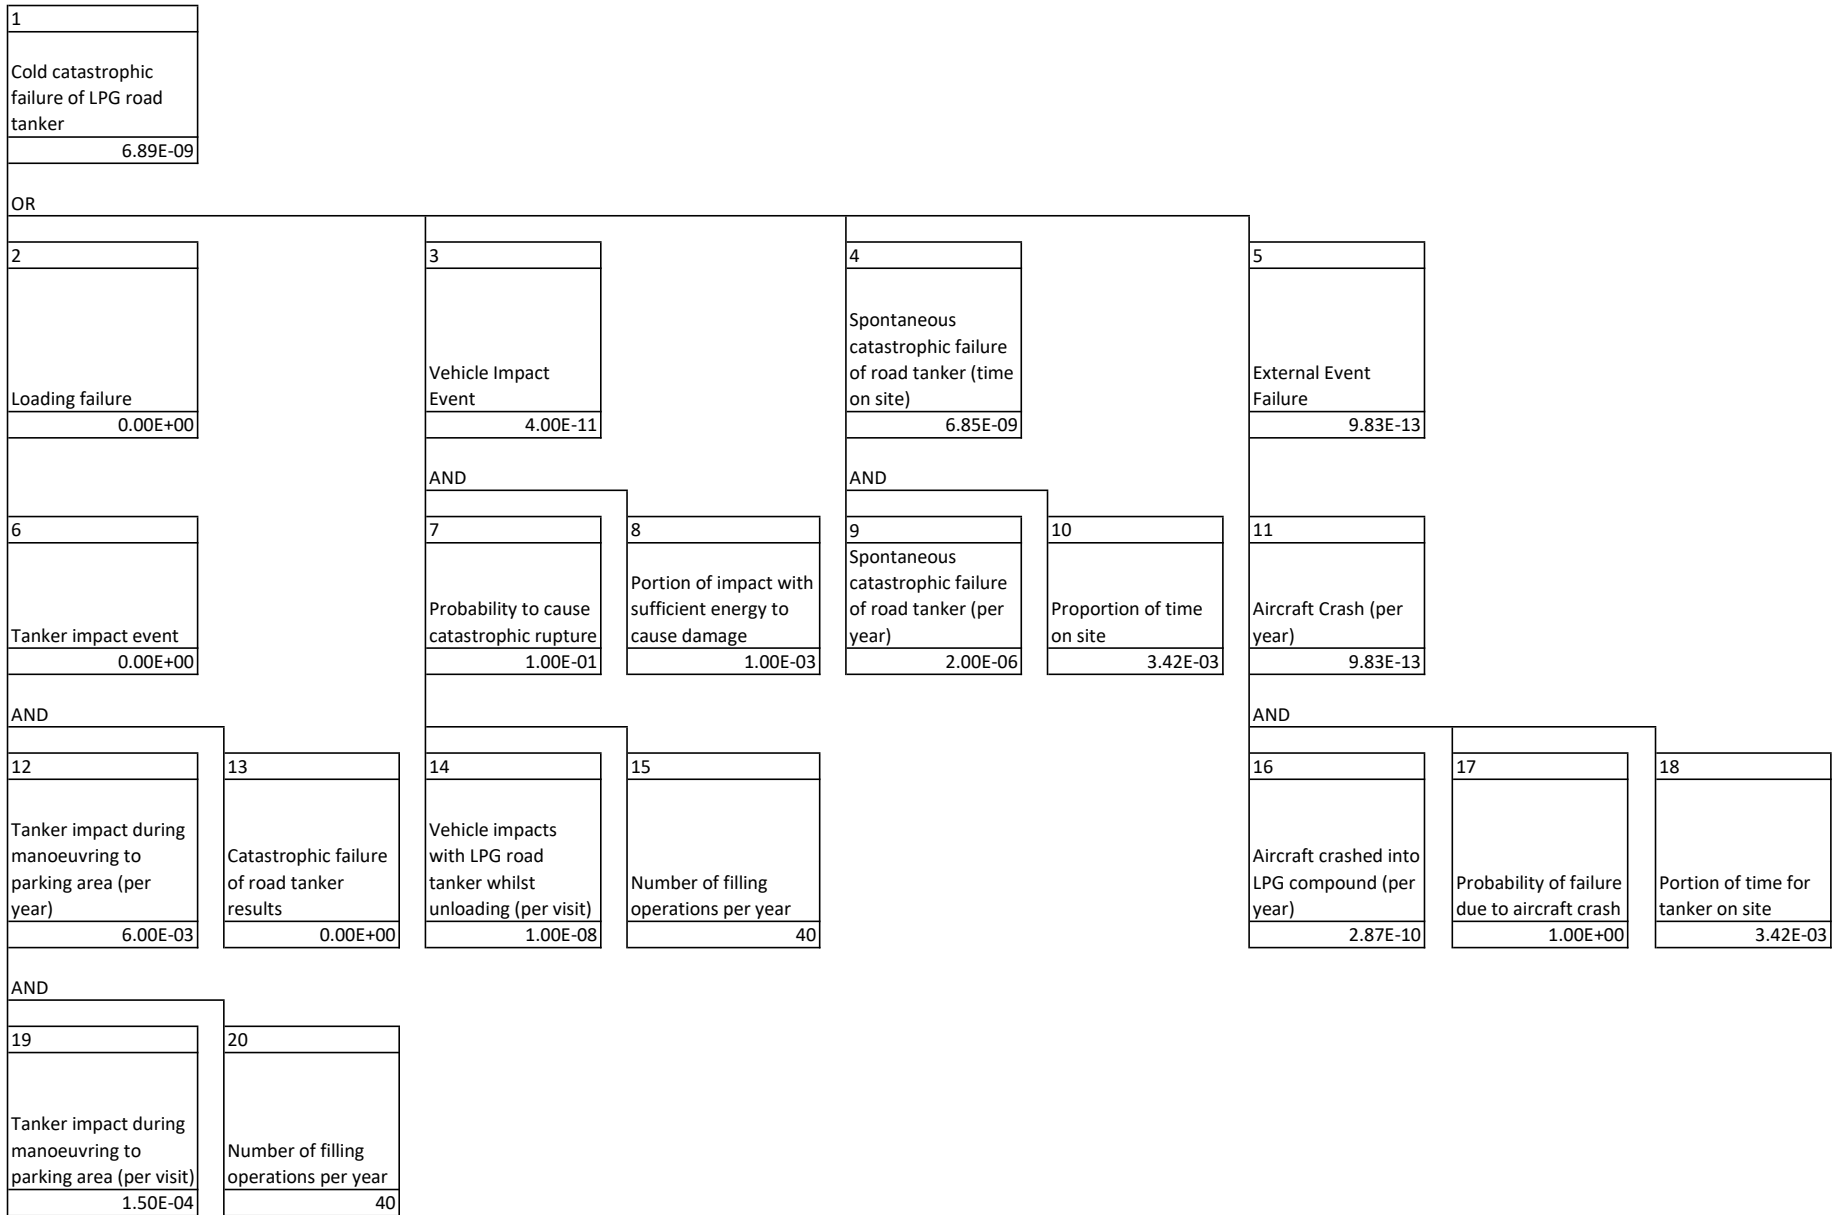 1
Cold catastrophic
failure of LPG road
tanker
6.89E-09
OR
2
Loading failure
0.00E+00
3
Vehicle Impact
Event
4.00E-11
4
Spontaneous
catastrophic failure
of road tanker (time
on site)
6.85E-09
5
External Event
Failure
9.83E-13
AND
AND
6
Tanker impact event
0.00E+00
7
Probability to cause
catastrophic rupture
1.00E-01
8
Portion of impact with
sufficient energy to
cause damage
1.00E-03
9
Spontaneous
catastrophic failure
of road tanker (per
year)
2.00E-06
10
Proportion of time
on site
3.42E-03
11
Aircraft Crash (per
year)
9.83E-13
AND
AND
12
Tanker impact during
manoeuvring to
parking area (per
year)
6.00E-03
13
Catastrophic failure
of road tanker
results
0.00E+00
14
Vehicle impacts
with LPG road
tanker whilst
unloading (per visit)
1.00E-08
15
Number of filling
operations per year
40
16
Aircraft crashed into
LPG compound (per
year)
2.87E-10
17
Probability of failure
due to aircraft crash
1.00E+00
18
Portion of time for
tanker on site
3.42E-03
AND
19
Tanker impact during
manoeuvring to
parking area (per visit)
1.50E-04
20
Number of filling
operations per year
40